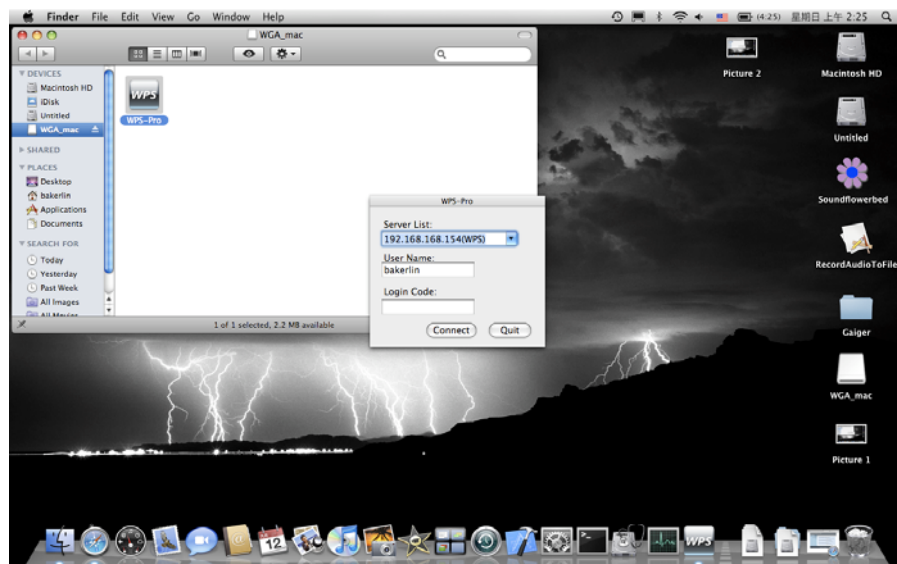 Finder File Edit View Go Window Help (4:25) 星期日 上午 2:25
WGA_mac
DEVICES
Macintosh HD
iDisk
Untitled
WGA_mac
SHARED
PLACES
Desktop
bakerlin
Applications
Documents
SEARCH FOR
Today
Yesterday
Past Week
All Images
All Movies
WPS
WPS-Pro
1 of 1 selected, 2.2 MB available
WPS-Pro
Server List:
192.168.168.154(WPS)
User Name:
bakerlin
Login Code:
Connect Quit
Picture 2
Macintosh HD
Untitled
Soundflowerbed
RecordAudioToFile
Gaiger
WGA_mac
Picture 1
12
WPS